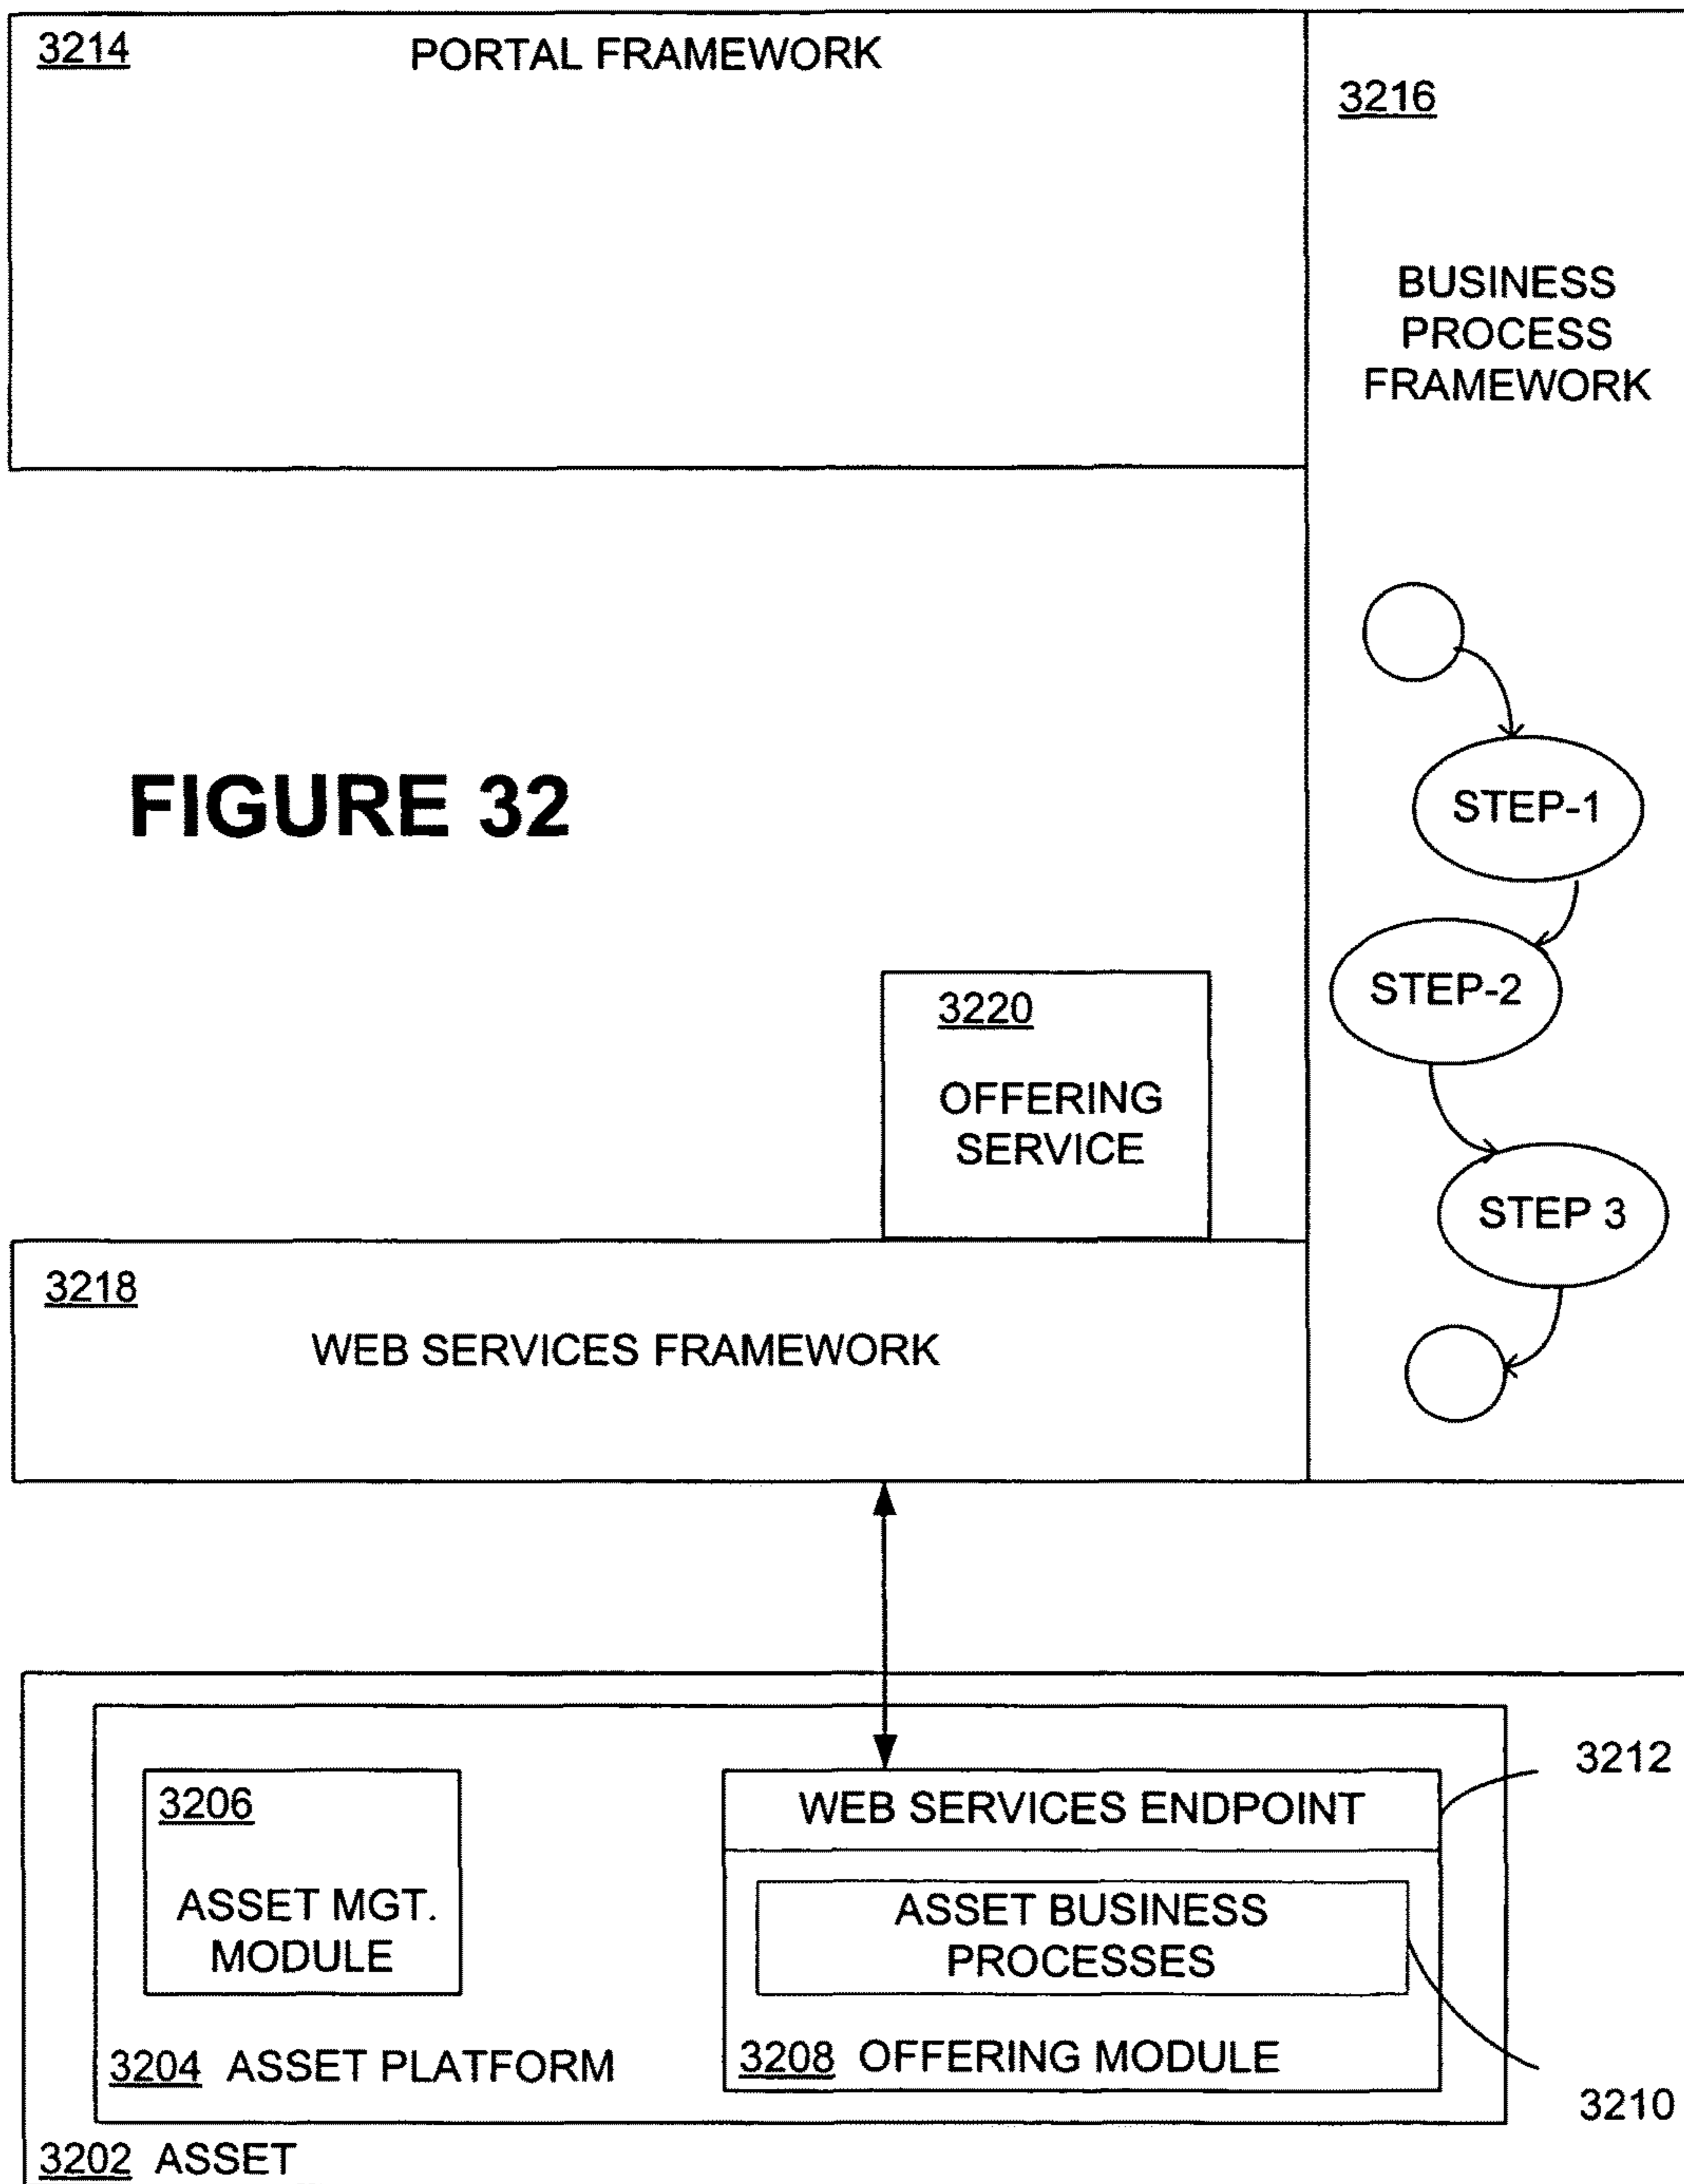 3214 PORTAL FRAMEWORK
3216
BUSINESS
PROCESS
FRAMEWORK
STEP-1
FIGURE 32
STEP-2
3220
OFFERING
SERVICE
STEP 3
3218
WEB SERVICES FRAMEWORK
3212
3206
WEB SERVICES ENDPOINT
ASSET MGT.
MODULE
ASSET BUSINESS
PROCESSES
3204 ASSET PLATFORM
3208 OFFERING MODULE
3210
3202 ASSET